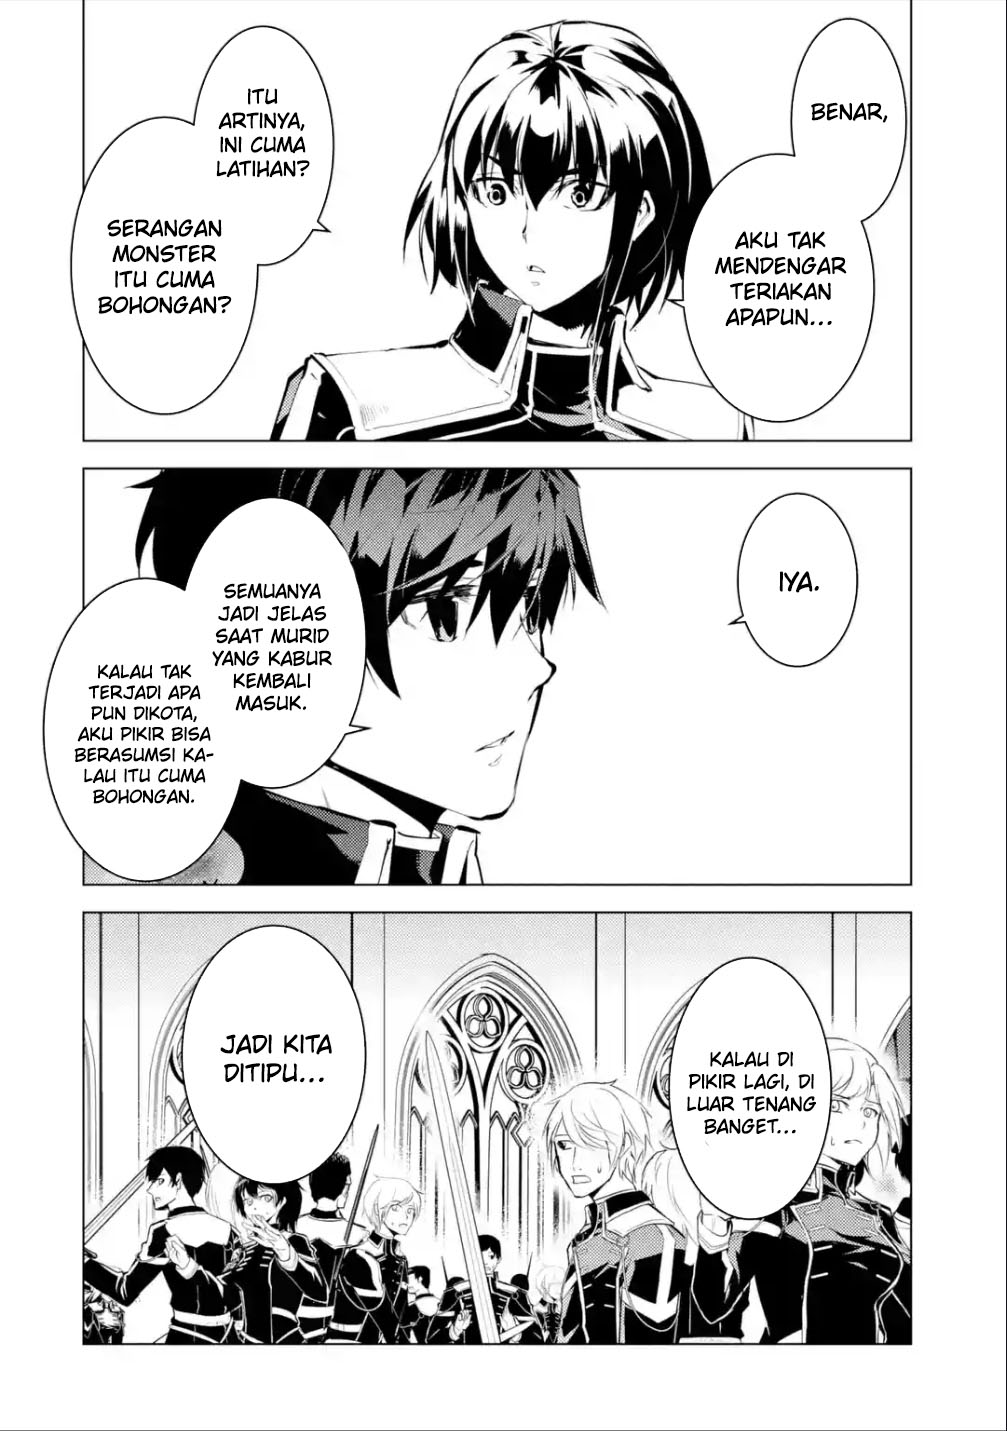 BENAR,
AKU TAK
MENDENGAR
TERIAKAN
APAPUN...
ITU
ARTINYA,
INI CUMA
LATIHAN?
SERANGAN
MONSTER
ITU CUMA
BOHONGAN?
IYA.
SEMUANYA
JADI JELAS
SAAT MURID
YANG KABUR
KEMBALI
MASUK.
KALAU TAK
TERJADI APA
PUN DIKOTA,
AKU PIKIR BISA
BERASUMSI KA-
LAU ITU CUMA
BOHONGAN.
KALAU DI
PIKIR LAGI, DI
LUAR TENANG
BANGET...
JADI KITA
DITIPU...